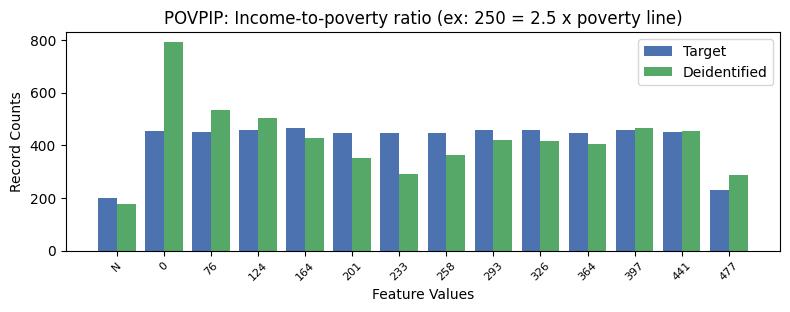 POVPIP: Income-to-poverty ratio (ex: 250 = 2.5 x poverty line)
Target
Deidentified
Record Counts
800
600
400
200
0
N 0 76 124 164 201 233 258 293 326 364 397 441 477
Feature Values